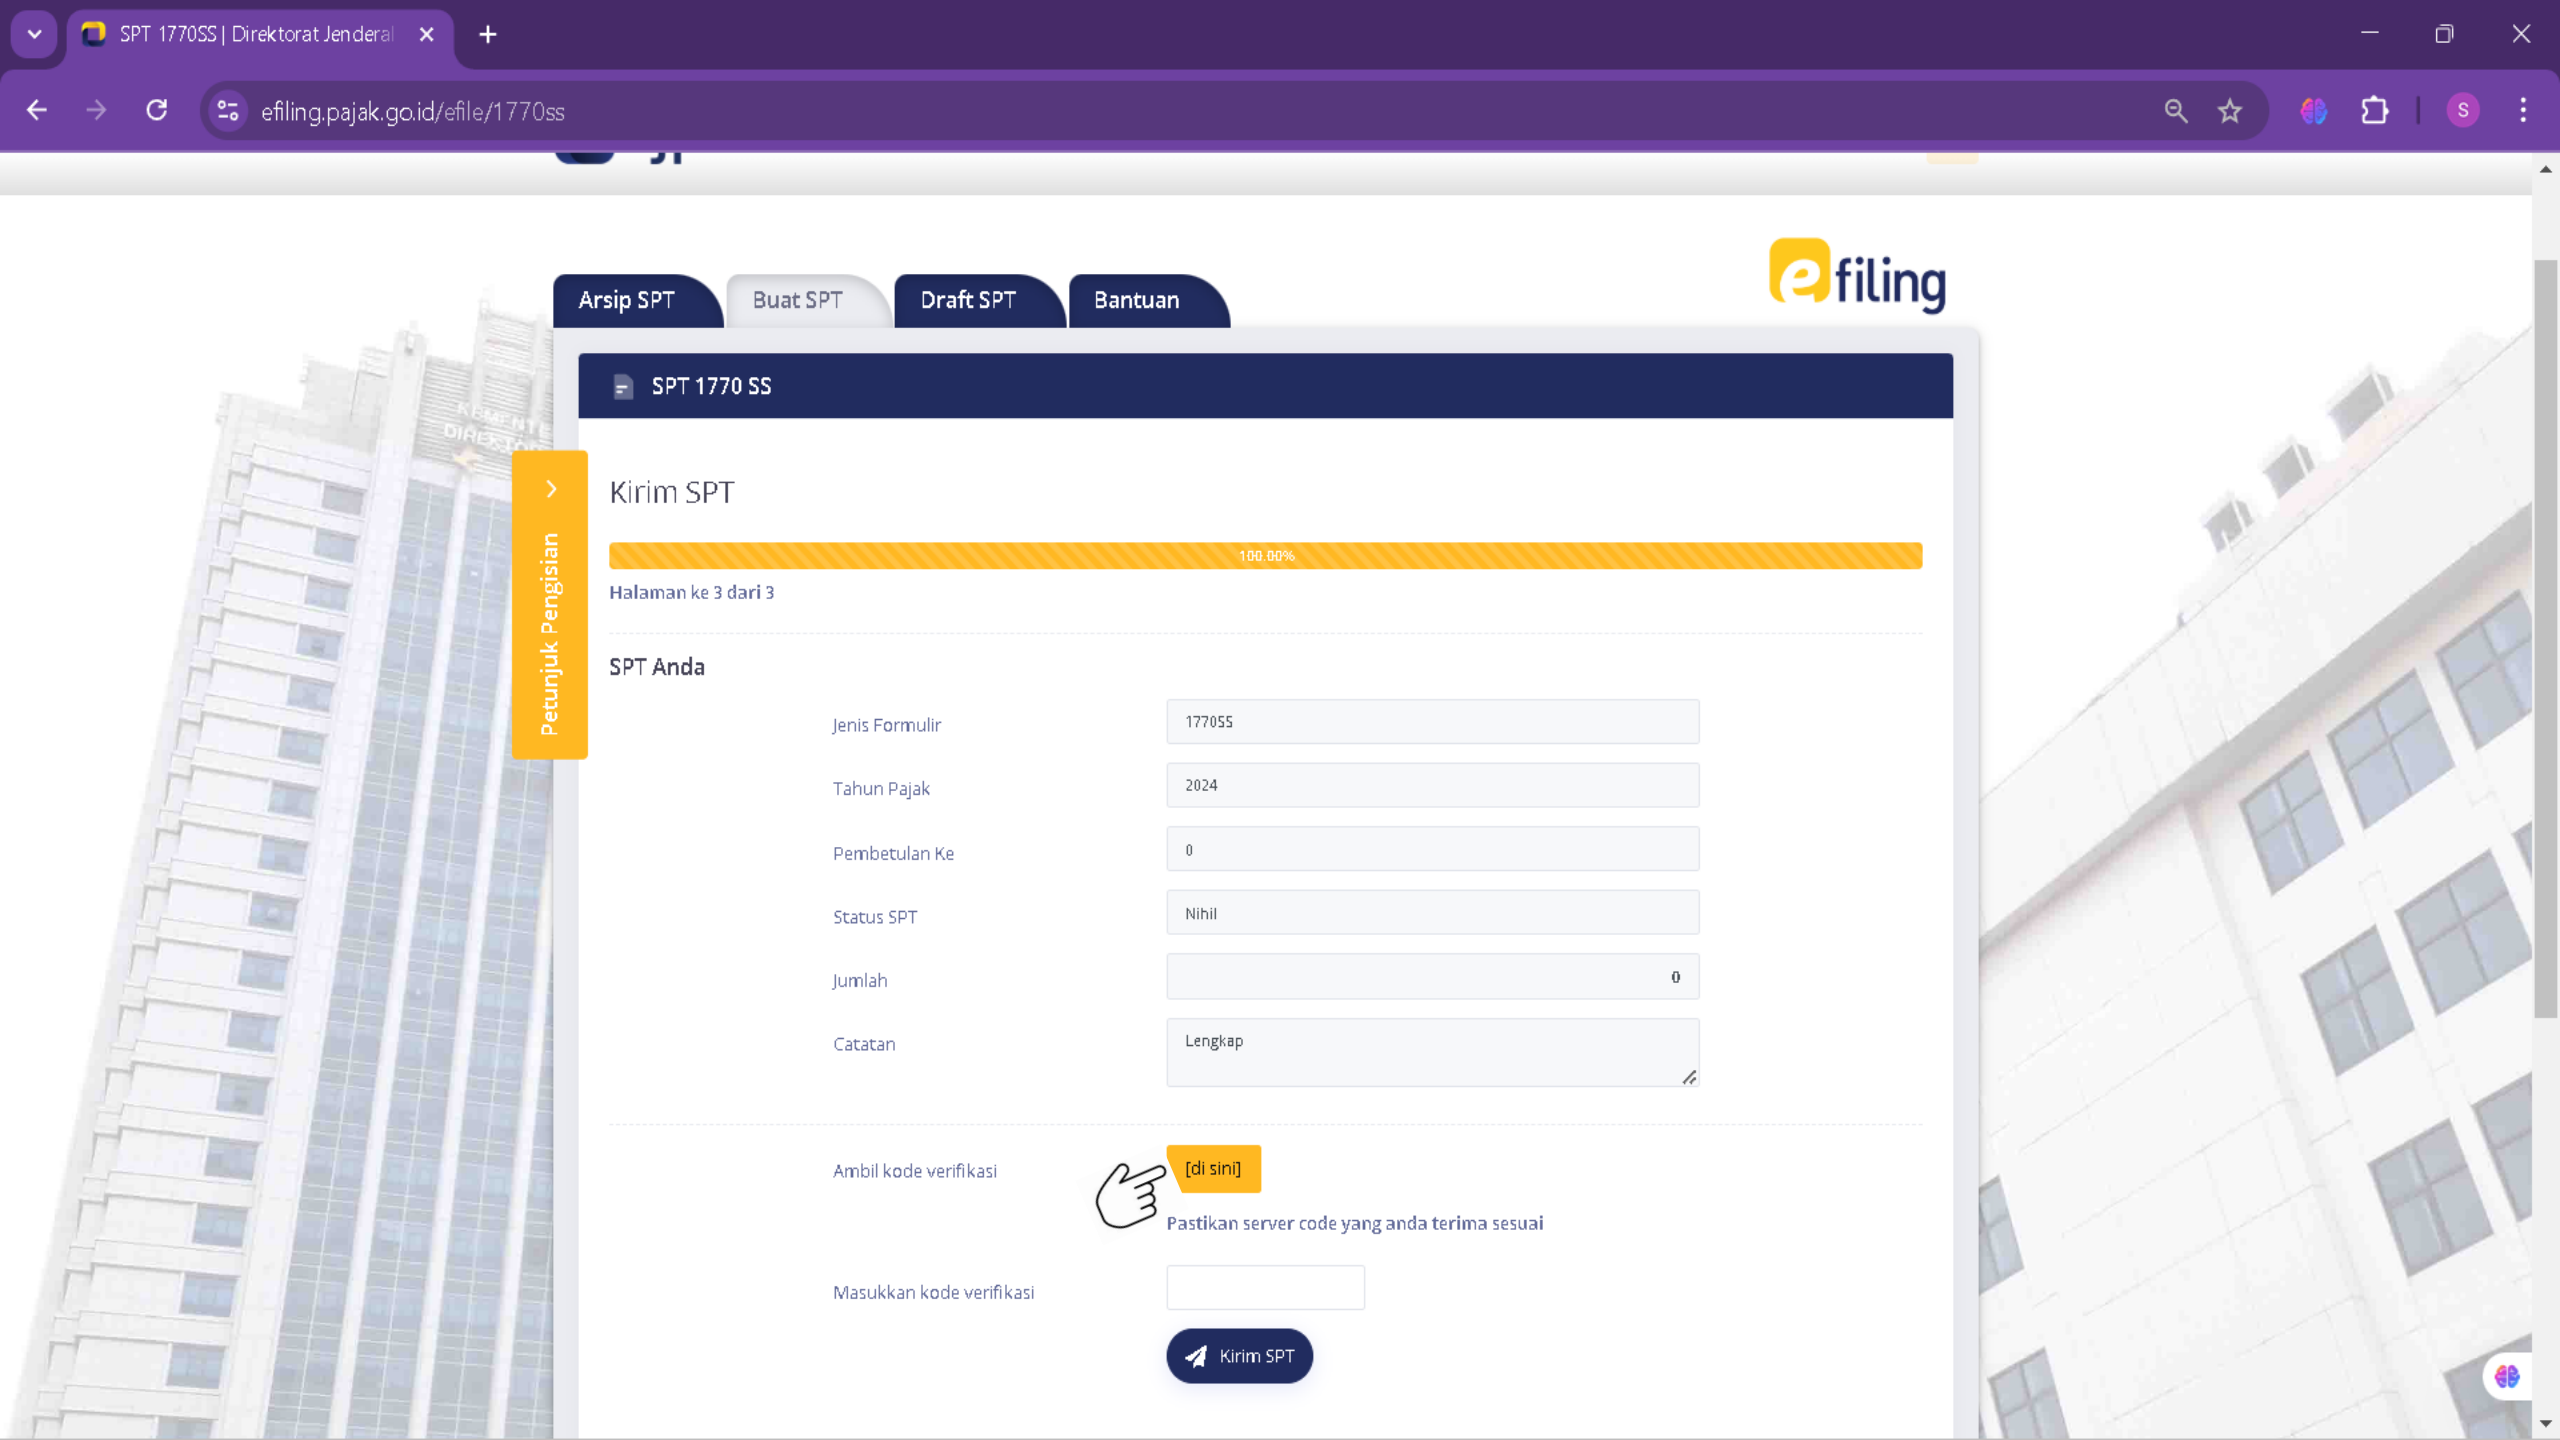 SPT 1770SS | Direktorat Jenderal
efiling.pajak.go.id/efile/1770ss
S
efiling
Arsip SPT
Buat SPT
Draft SPT
Bantuan
SPT 1770 SS
Petunjuk Pengisian
Kirim SPT
100.00%
Halaman ke 3 dari 3
SPT Anda
Jenis Formulir
1770SS
Tahun Pajak
2024
Pembetulan Ke
0
Status SPT
Nihil
Jumlah
0
Catatan
Lengkap
Ambil kode verifikasi
[di sini]
Pastikan server code yang anda terima sesuai
Masukkan kode verifikasi
Kirim SPT